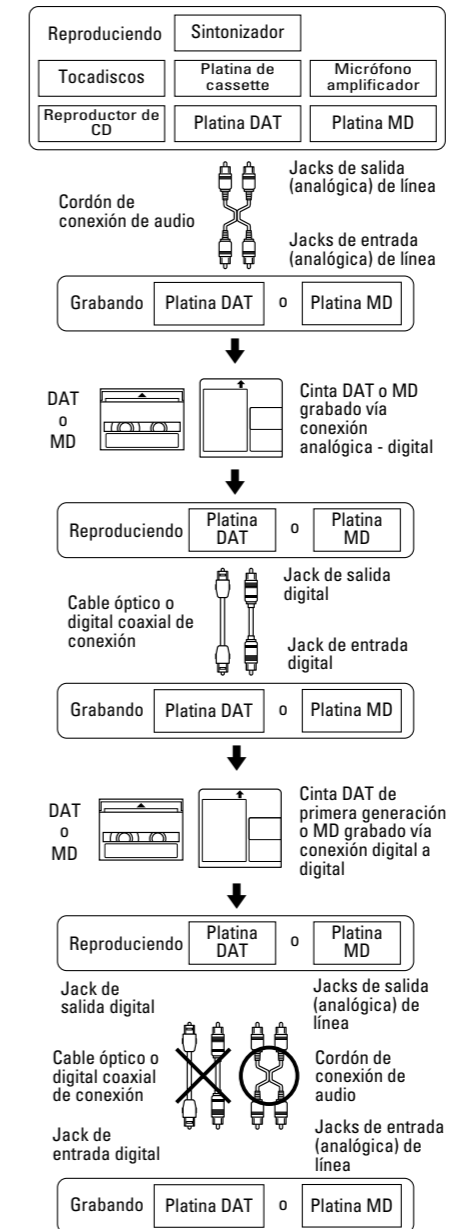 Reproduciendo
Sintonizador
Tocadiscos
Platina de
cassette
Micrófono
amplificador
Reproductor de
CD
Platina DAT
Platina MD
Cordón de
conexión de audio
Jacks de salida
(analógica) de línea
Jacks de entrada
(analógica) de línea
Grabando
Platina DAT
o
Platina MD
DAT
o
MD
Cinta DAT o MD
grabado vía
conexión
analógica - digital
Reproduciendo
Platina
DAT
o
Platina
MD
Cable óptico o
digital coaxial de
conexión
Jack de salida
digital
Jack de entrada
digital
Grabando
Platina DAT
o
Platina MD
DAT
o
MD
Cinta DAT de
primera generación
o MD grabado vía
conexión digital a
digital
Reproduciendo
Platina
DAT
o
Platina
MD
Jack de
salida digital
Jacks de salida
(analógica) de
línea
Cable óptico o
digital coaxial
de conexión
Cordón de
conexión de
audio
Jack de
entrada digital
Jacks de entrada
(analógica) de
línea
Grabando
Platina DAT
o
Platina MD